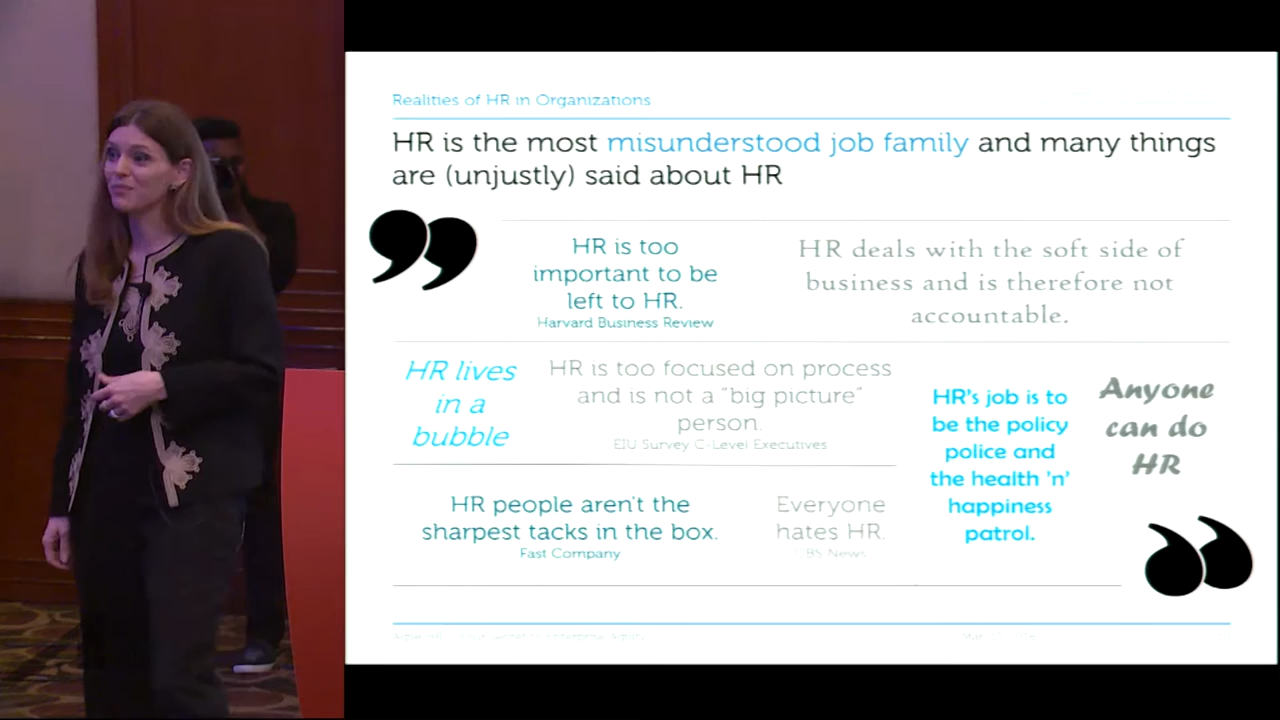 Realities of HR in Organizations
HR is the most misunderstood job family and many things
are (unjustly) said about HR
HR is too
important to be
left to HR.
Harvard Business Review
HR deals with the soft side of
business and is therefore not
accountable.
HR lives
in a
bubble
HR is too focused on process
and is not a "big picture"
person.
EIU Survey C-Level Executives
HR's job is to
be the policy
police and
the health 'n'
happiness
patrol.
Anyone
can do
HR
HR people aren't the
sharpest tacks in the box.
Fast Company
Everyone
hates HR.
CBS News